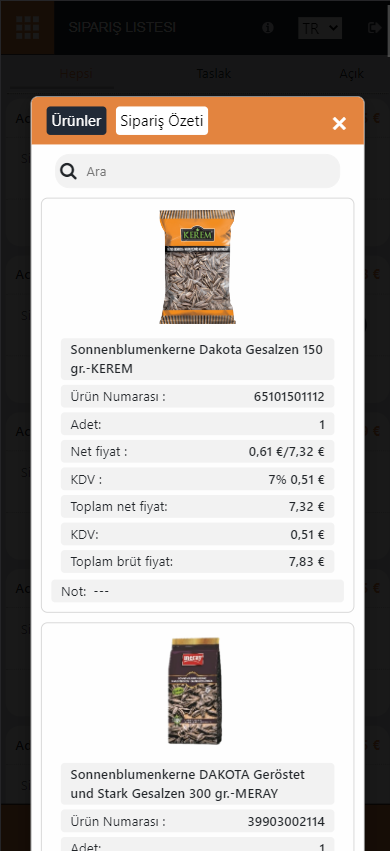 SIPARIŞ LISTESI
TR
Hepsi
Taslak
Açık
Ürünler
Sipariş Özeti
×
Ara
KEREM
Sonnenblumenkerne Dakota Gesalzen 150
gr.-KEREM
Ürün Numarası : 65101501112
Adet: 1
Net fiyat : 0,61 €/7,32 €
KDV : 7% 0,51 €
Toplam net fiyat: 7,32 €
KDV: 0,51 €
Toplam brüt fiyat: 7,83 €
Not: ---
meray
Sonnenblumenkerne DAKOTA Geröstet
und Stark Gesalzen 300 gr.-MERAY
Ürün Numarası : 39903002114
Adet: 1